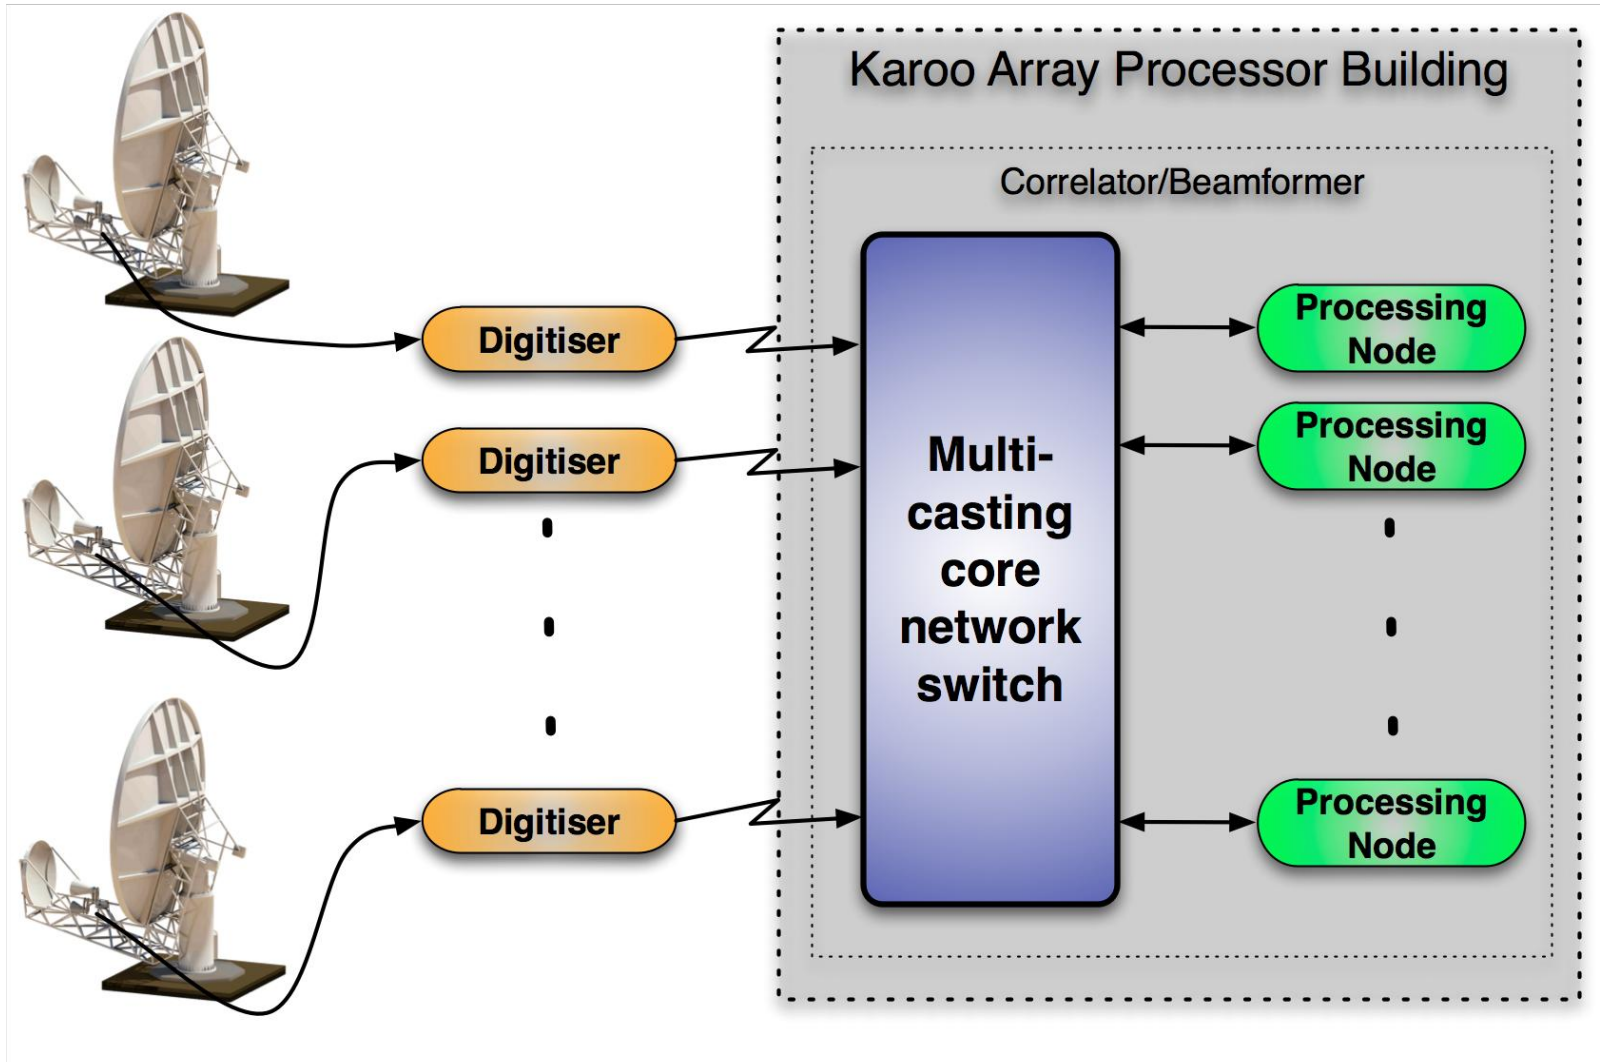 Karoo Array Processor Building
Correlator/Beamformer
Digitiser
Digitiser
Digitiser
Multi-
casting
core
network
switch
Processing
Node
Processing
Node
Processing
Node